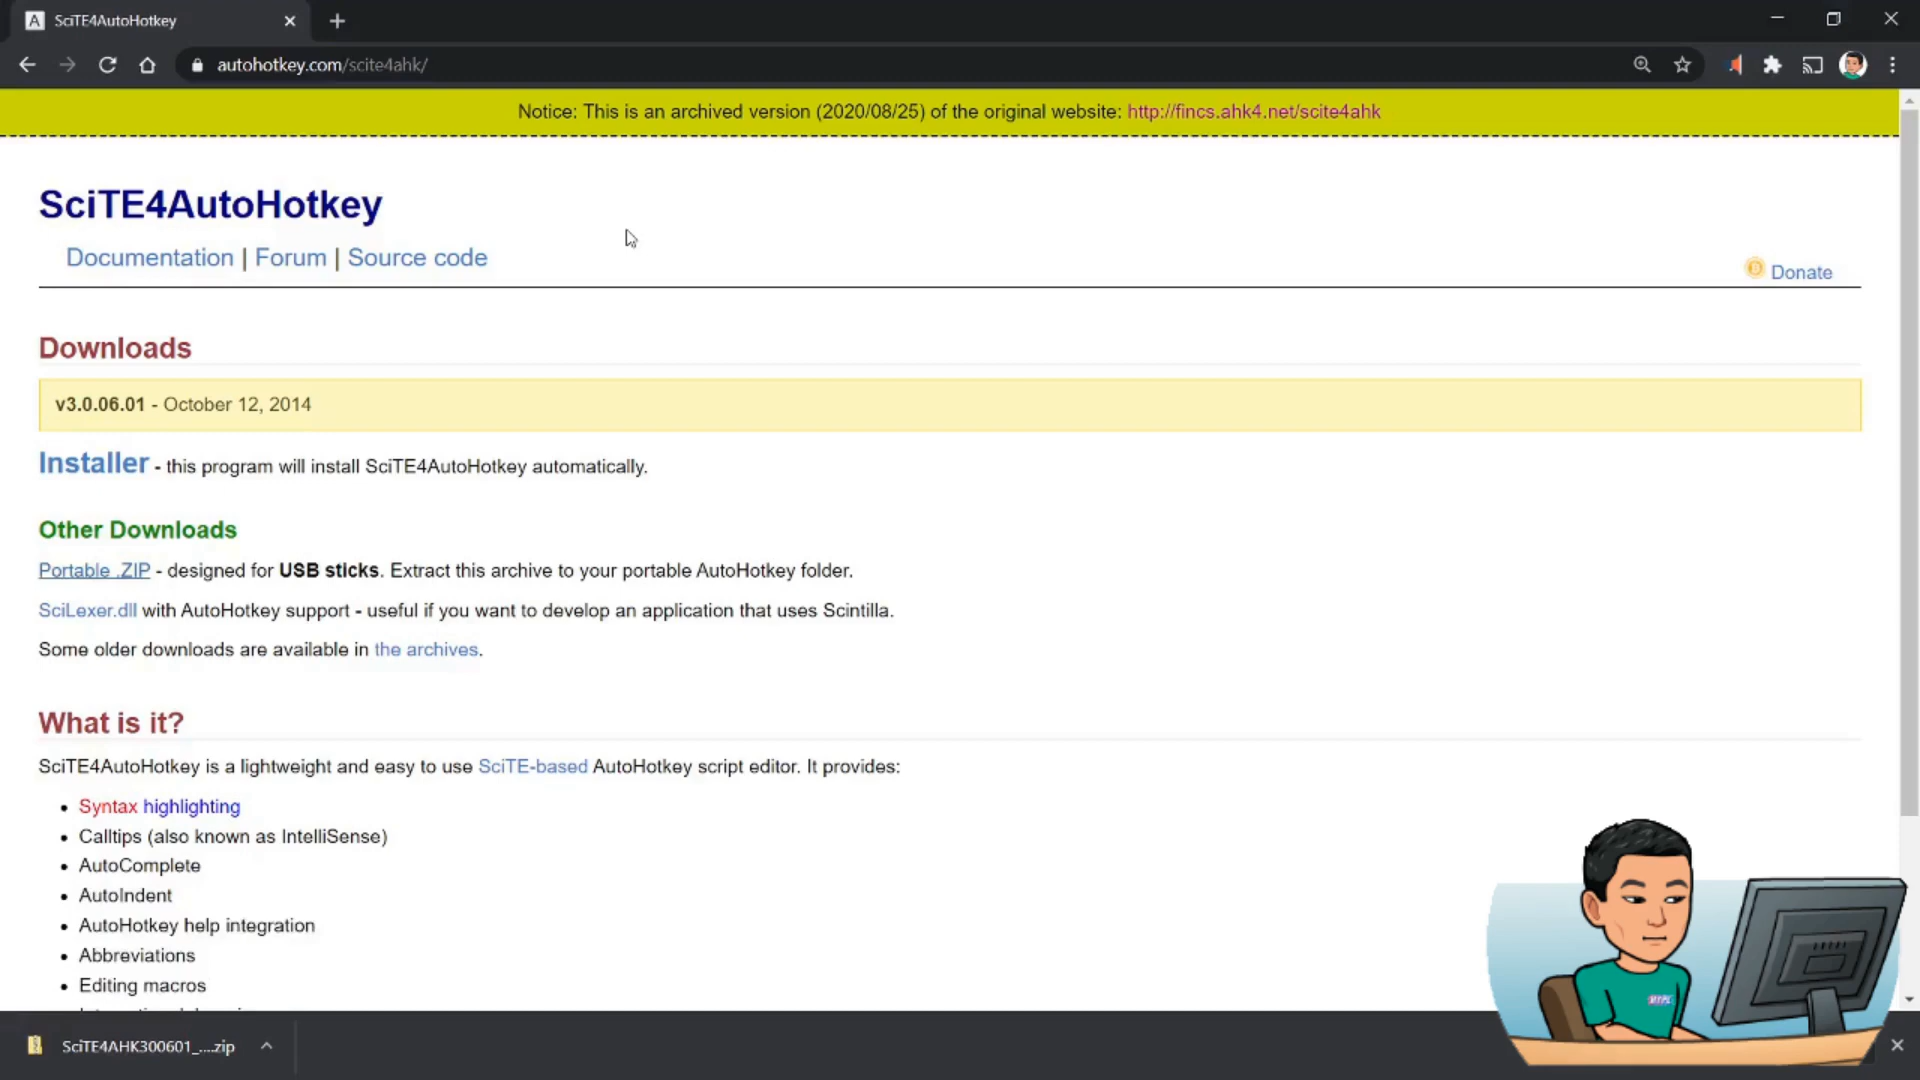 SciTE4AutoHotkey
autohotkey.com/scite4ahk/
Notice: This is an archived version (2020/08/25) of the original website: http://fincs.ahk4.net/scite4ahk
SciTE4AutoHotkey
Documentation | Forum | Source code
Donate
Downloads
v3.0.06.01 - October 12, 2014
Installer - this program will install SciTE4AutoHotkey automatically.
Other Downloads
Portable .ZIP - designed for USB sticks. Extract this archive to your portable AutoHotkey folder.
SciLexer.dll with AutoHotkey support - useful if you want to develop an application that uses Scintilla.
Some older downloads are available in the archives.
What is it?
SciTE4AutoHotkey is a lightweight and easy to use SciTE-based AutoHotkey script editor. It provides:
• Syntax highlighting
• Calltips (also known as IntelliSense)
• AutoComplete
• AutoIndent
• AutoHotkey help integration
• Abbreviations
• Editing macros
SciTE4AHK300601_....zip